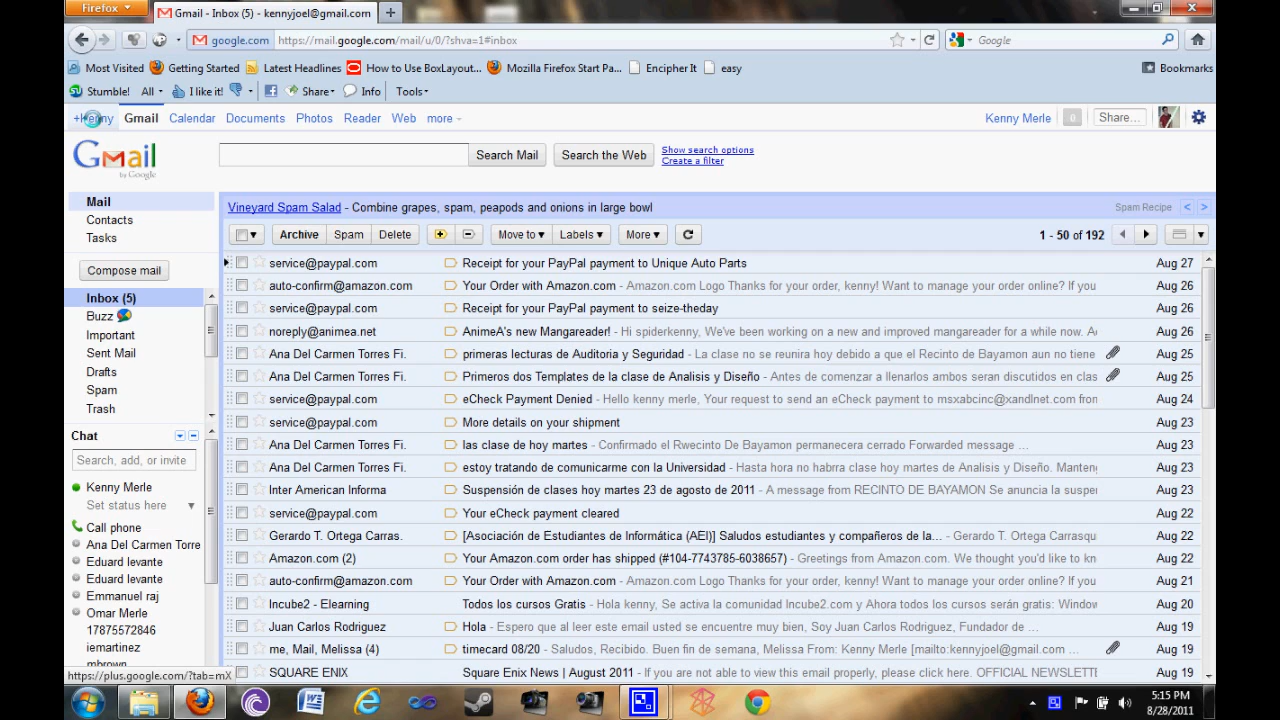 Firefox
Gmail - Inbox (5) - kennyjoel@gmail.com
google.com https://mail.google.com/mail/u/0/?shva=1#inbox Google
Most Visited Getting Started Latest Headlines How to Use BoxLayout,... Mozilla Firefox Start Pa... Encipher It easy Bookmarks
Stumble! All I like it! Share Info Tools
Gmail Calendar Documents Photos Reader Web more Kenny Merle 0 Share...
Gmail by Google
Search Mail Search the Web Show search options
Create a filter
Mail
Contacts
Tasks
Compose mail
Inbox (5)
Buzz
Important
Sent Mail
Drafts
Spam
Trash
Chat
Search, add, or invite
Kenny Merle
Set status here
Call phone
Ana Del Carmen Torre
Eduard levante
Eduard levante
Emmanuel raj
Omar Merle
17875572846
iemartinez
mbrown
https://plus.google.com/?tab=mX
Vineyard Spam Salad - Combine grapes, spam, peapods and onions in large bowl Spam Recipe < >
Archive Spam Delete Move to Labels More 1 - 50 of 192
service@paypal.com Receipt for your PayPal payment to Unique Auto Parts Aug 27
auto-confirm@amazon.com Your Order with Amazon.com - Amazon.com Logo Thanks for your order, kenny! Want to manage your order online? If you Aug 26
service@paypal.com Receipt for your PayPal payment to seize-theday Aug 26
noreply@animea.net AnimeA's new Mangareader! - Hi spiderkenny, We've been working on a new and improved mangareader for a while now. Aug 26
Ana Del Carmen Torres Fi. primeras lecturas de Auditoria y Seguridad - La clase no se reunira hoy debido a que el Recinto de Bayamon aun no tiene Aug 25
Ana Del Carmen Torres Fi. Primeros dos Templates de la clase de Analisis y Diseño - Antes de comenzar a llenarlos ambos seran discutidos en clas Aug 25
service@paypal.com eCheck Payment Denied - Hello kenny merle, Your request to send an eCheck payment to msxabcinc@xandlnet.com from Aug 24
service@paypal.com More details on your shipment Aug 23
Ana Del Carmen Torres Fi. las clase de hoy martes - Confirmado el Rwecinto De Bayamon permanecera cerrado Forwarded message ... Aug 23
Ana Del Carmen Torres Fi. estoy tratando de comunicarme con la Universidad - Hasta hora no habrra clase hoy martes de Analisis y Diseño. Manteng Aug 23
Inter American Informa Suspensión de clases hoy martes 23 de agosto de 2011 - A message from RECINTO DE BAYAMON Se anuncia la suspen Aug 23
service@paypal.com Your eCheck payment cleared Aug 22
Gerardo T. Ortega Carras. [Asociación de Estudiantes de Informática (AEI)] Saludos estudiantes y compañeros de la... - Gerardo T. Ortega Carrasqu Aug 22
Amazon.com (2) Your Amazon.com order has shipped (#104-7743785-6038657) - Greetings from Amazon.com. We thought you'd like to kn Aug 22
auto-confirm@amazon.com Your Order with Amazon.com - Amazon.com Logo Thanks for your order, kenny! Want to manage your order online? If you Aug 21
Incube2 - Elearning Todos los cursos Gratis - Hola kenny, Se activa la comunidad Incube2.com y Ahora todos los cursos serán gratis: Window Aug 20
Juan Carlos Rodriguez Hola - Espero que al leer este email usted se encuentre muy bien, Soy Juan Carlos Rodríguez, Fundador de ... Aug 19
me, Mail, Melissa (4) timecard 08/20 - Saludos, Recibido. Buen fin de semana, Melissa From: Kenny Merle [mailto:kennyjoel@gmail.com ... Aug 19
SQUARE ENIX Square Enix News | August 2011 - If you are not able to view this email properly, please click here. OFFICIAL NEWSLETTE Aug 19
5:15 PM
8/28/2011